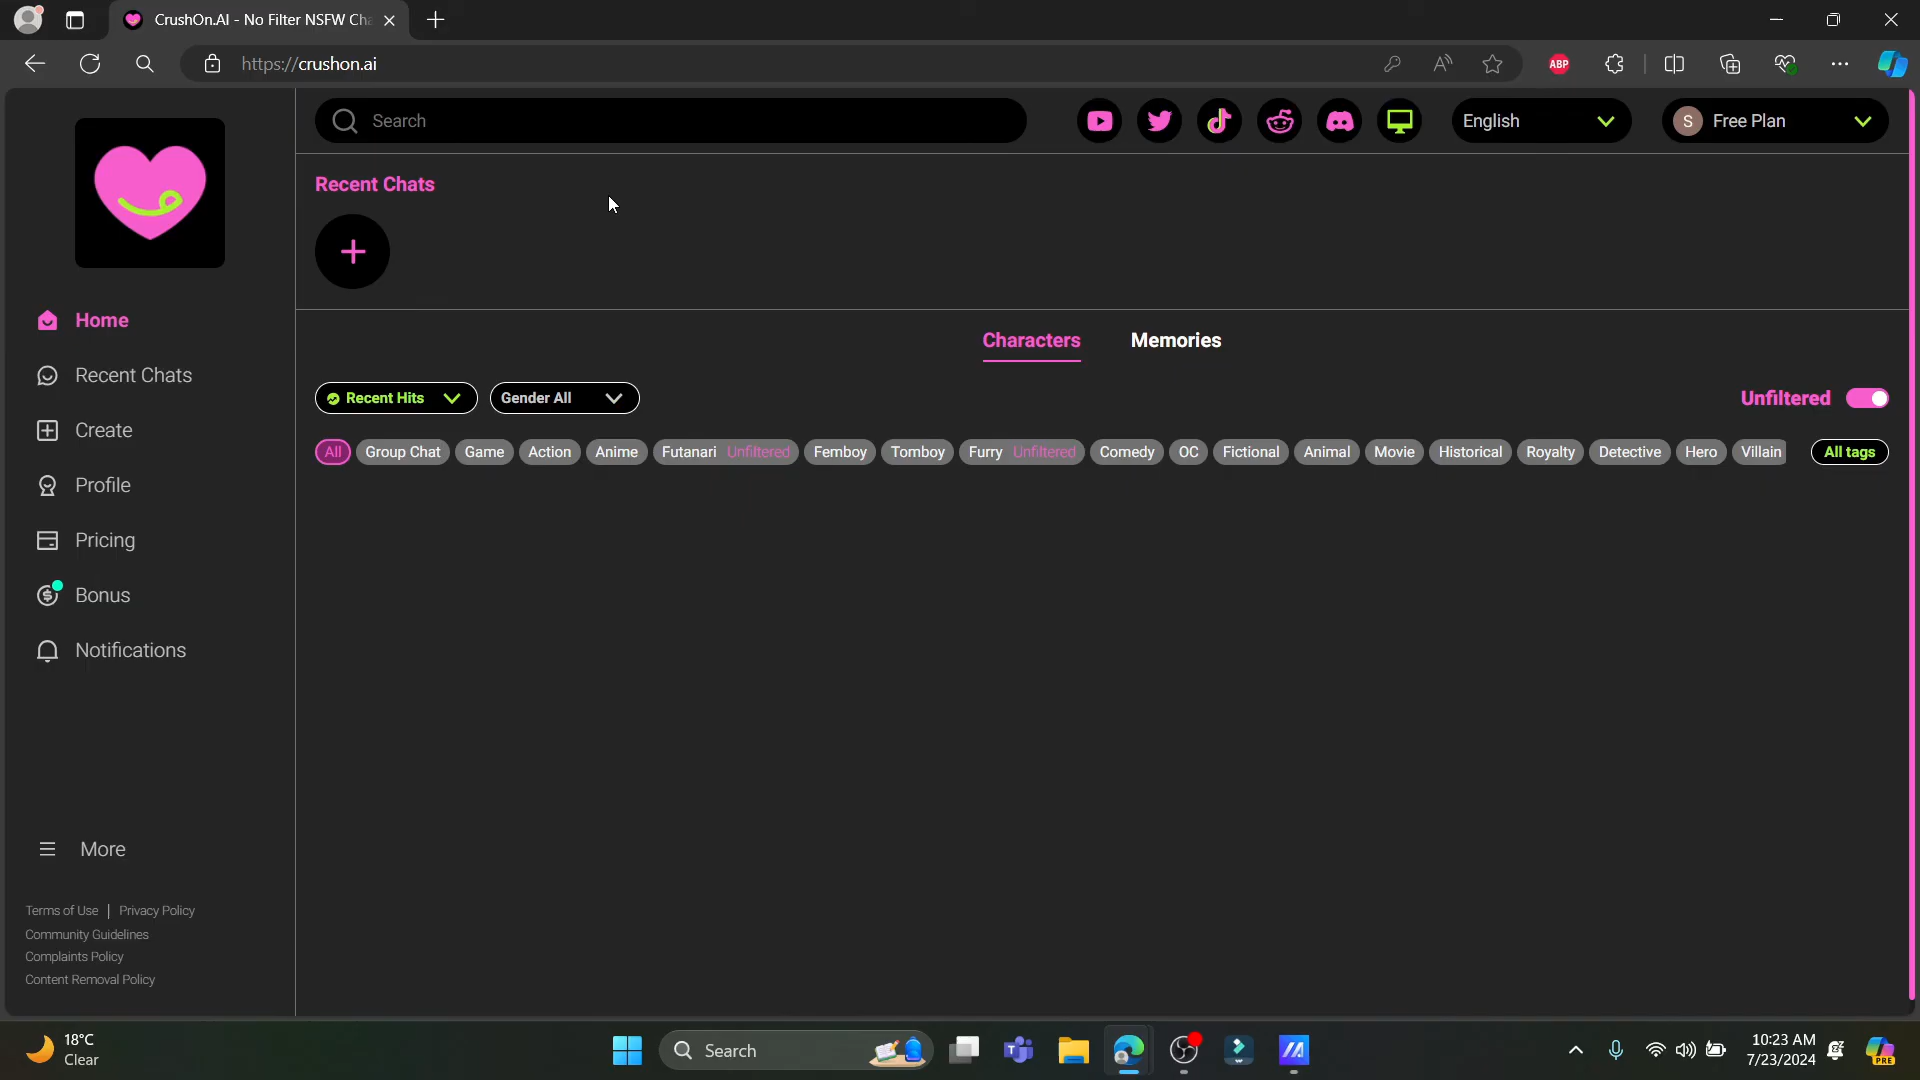 CrushOn.AI - No Filter NSFW Cha
https://crushon.ai
ABP
Search
English
S Free Plan
Recent Chats
Home
Recent Chats
Create
Profile
Pricing
Bonus
Notifications
More
Terms of Use | Privacy Policy
Community Guidelines
Complaints Policy
Content Removal Policy
Characters Memories
Recent Hits Gender All Unfiltered
All Group Chat Game Action Anime Futanari Unfiltered Femboy Tomboy Furry Unfiltered Comedy OC Fictional Animal Movie Historical Royalty Detective Hero Villain All tags
18°C
Clear
Search
10:23 AM
7/23/2024
PRE